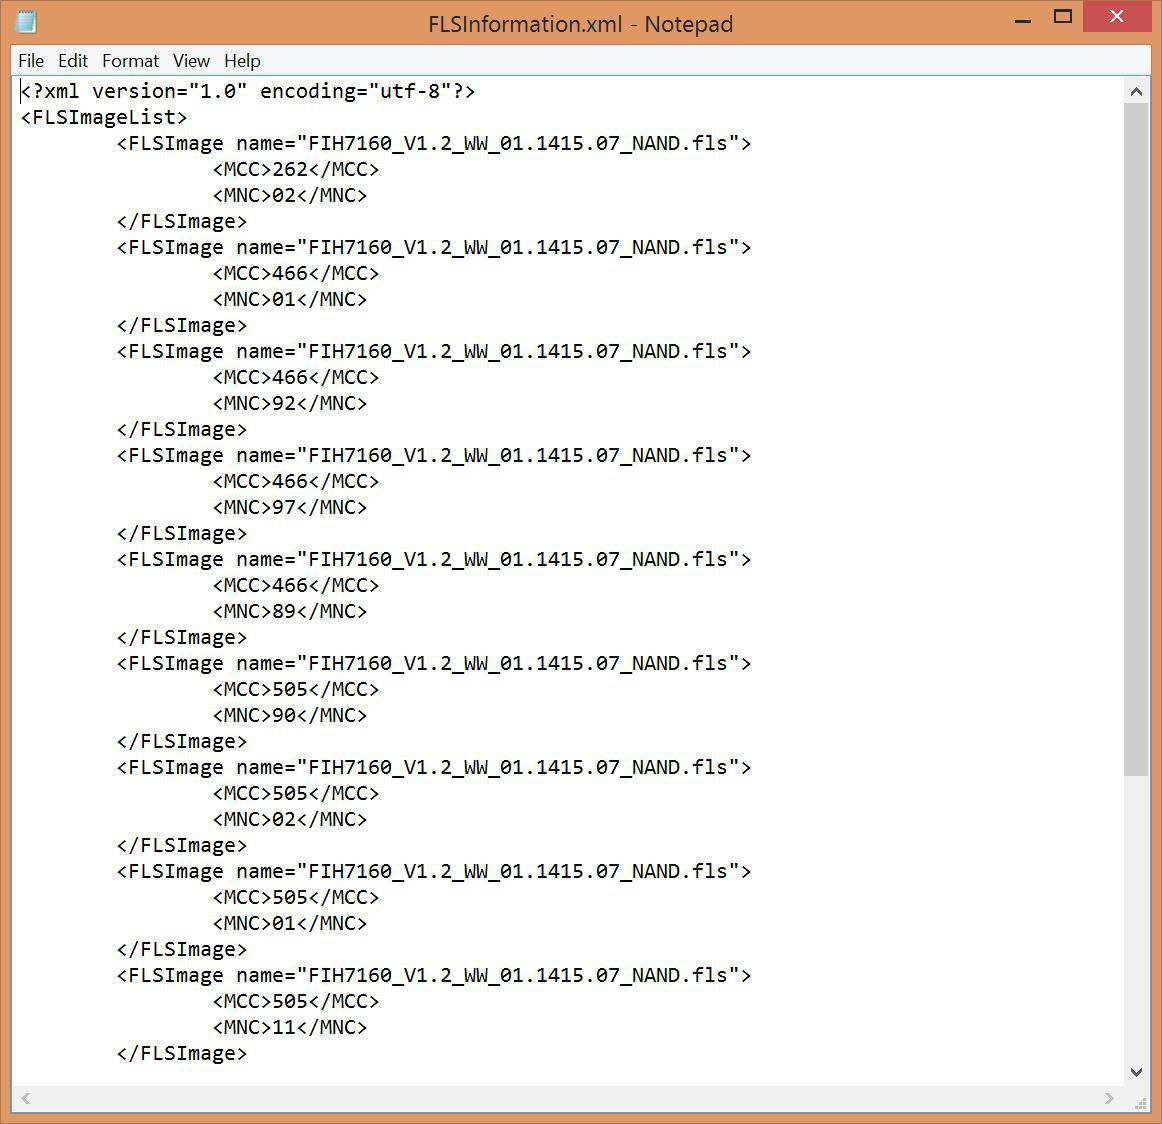 FLSInformation.xml - Notepad
File Edit Format View Help
<?xml version="1.0" encoding="utf-8"?>
<FLSImageList>
        <FLSImage name="FIH7160_V1.2_WW_01.1415.07_NAND.fls">
                <MCC>262</MCC>
                <MNC>02</MNC>
        </FLSImage>
        <FLSImage name="FIH7160_V1.2_WW_01.1415.07_NAND.fls">
                <MCC>466</MCC>
                <MNC>01</MNC>
        </FLSImage>
        <FLSImage name="FIH7160_V1.2_WW_01.1415.07_NAND.fls">
                <MCC>466</MCC>
                <MNC>92</MNC>
        </FLSImage>
        <FLSImage name="FIH7160_V1.2_WW_01.1415.07_NAND.fls">
                <MCC>466</MCC>
                <MNC>97</MNC>
        </FLSImage>
        <FLSImage name="FIH7160_V1.2_WW_01.1415.07_NAND.fls">
                <MCC>466</MCC>
                <MNC>89</MNC>
        </FLSImage>
        <FLSImage name="FIH7160_V1.2_WW_01.1415.07_NAND.fls">
                <MCC>505</MCC>
                <MNC>90</MNC>
        </FLSImage>
        <FLSImage name="FIH7160_V1.2_WW_01.1415.07_NAND.fls">
                <MCC>505</MCC>
                <MNC>02</MNC>
        </FLSImage>
        <FLSImage name="FIH7160_V1.2_WW_01.1415.07_NAND.fls">
                <MCC>505</MCC>
                <MNC>01</MNC>
        </FLSImage>
        <FLSImage name="FIH7160_V1.2_WW_01.1415.07_NAND.fls">
                <MCC>505</MCC>
                <MNC>11</MNC>
        </FLSImage>